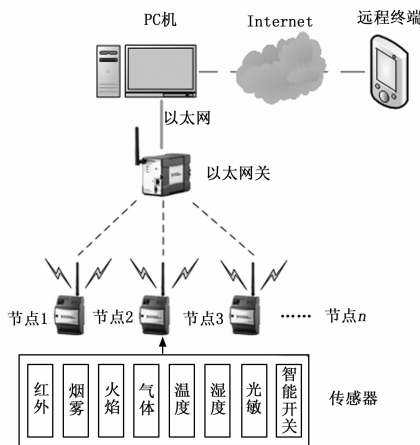 PC机
Internet
远程终端
以太网
以太网关
节点1
节点2
节点3
……
节点n
红外
烟雾
火焰
气体
温度
湿度
光敏
智能开关
传感器